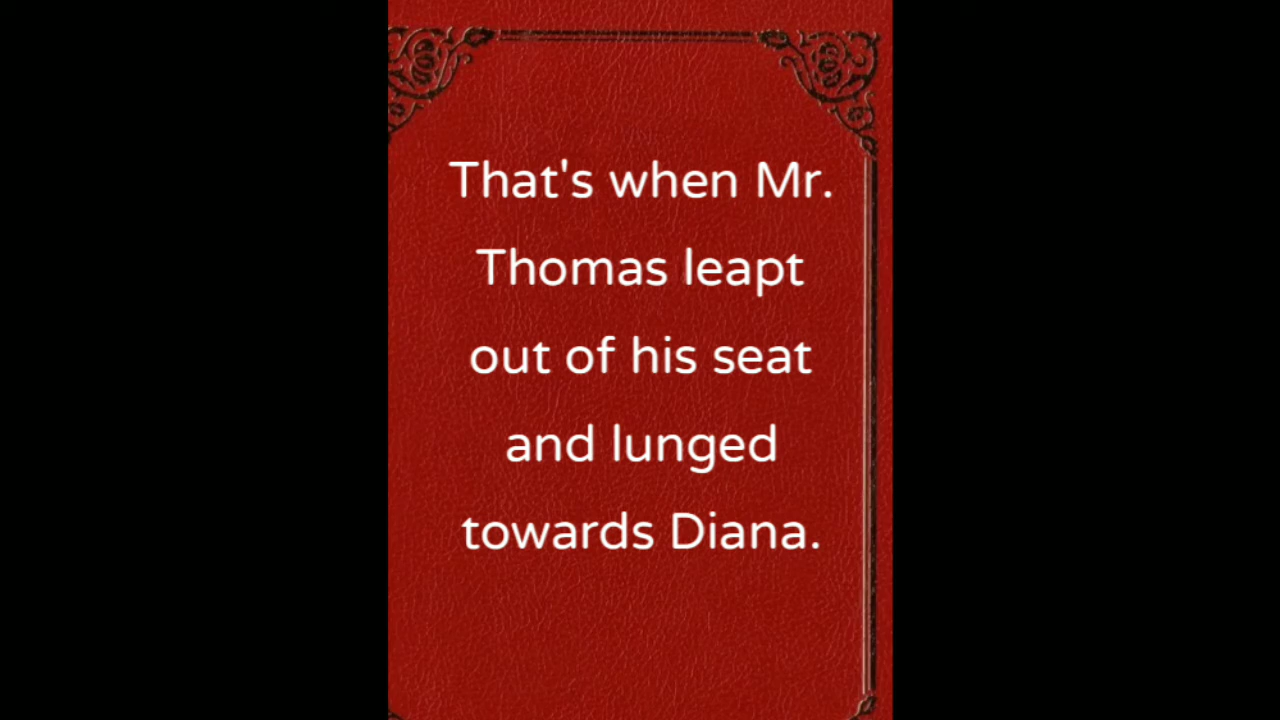 That's when Mr.
Thomas leapt
out of his seat
and lunged
towards Diana.